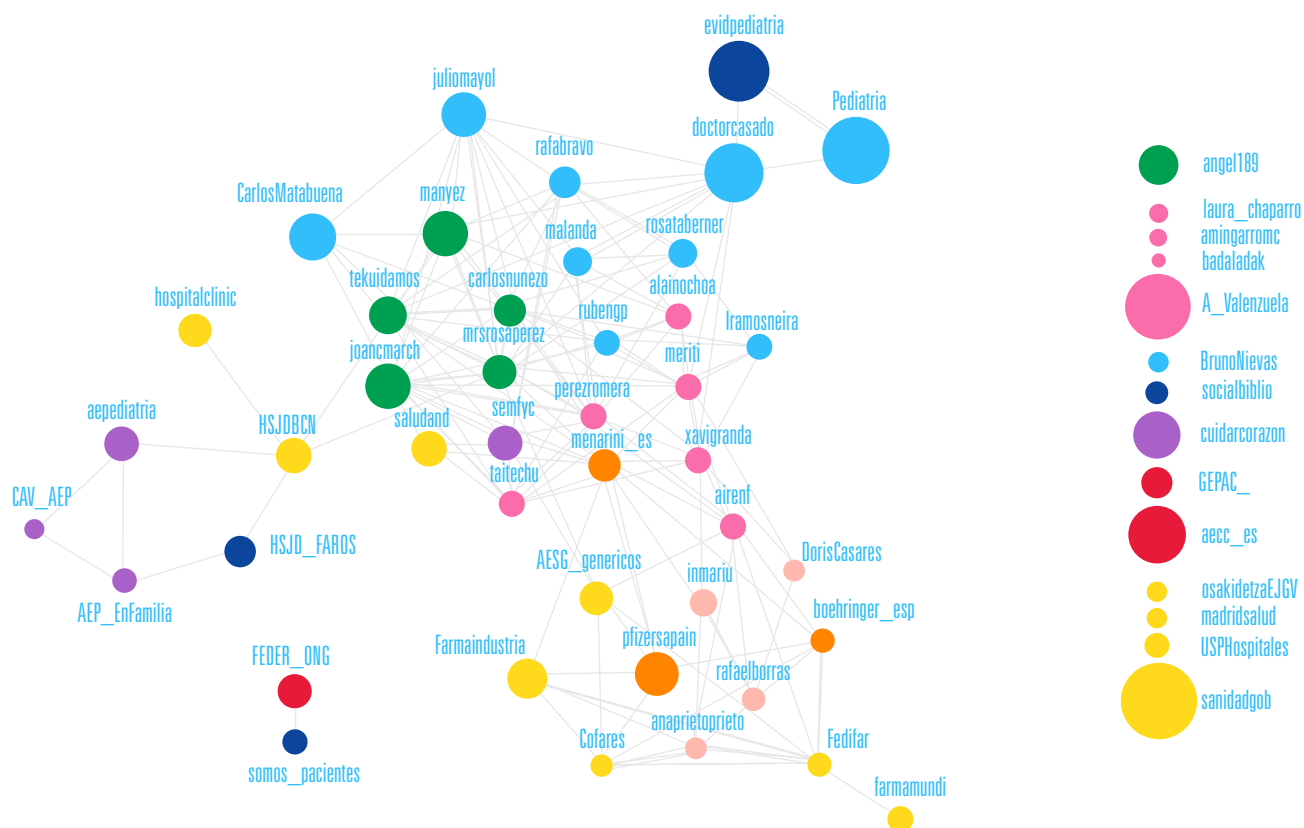 evidpediatria
juliomayol
Pediatria
doctorcasado
rafabravo
angel189
CarlosMatabuena
manyez
laura_chaparro
malanda
rosataberner
amingarromc
badaladak
tekuidamos
carlosnunezo
alainochoa
hospitalclinic
A_Valenzuela
rubengp
lramosneira
mrsrosaperez
joancmarch
meriti
BrunoNievas
perezromera
socialbiblio
aepediatria
semfyc
saludand
HSJDBCN
menarini_es
xavigranda
cuidarcorazon
taitechu
GEPAC_
CAV_AEP
airenf
aecc_es
HSJD_FAROS
DorisCasares
AESG_genericos
inmariu
osakidetzaEJGV
AEP_EnFamilia
boehringer_esp
madridsalud
pfizersapain
Farmaindustria
USPHospitales
FEDER_ONG
rafaelborras
sanidadgob
anaprietoprieto
Cofares
Fedifar
somos_pacientes
farmamundi